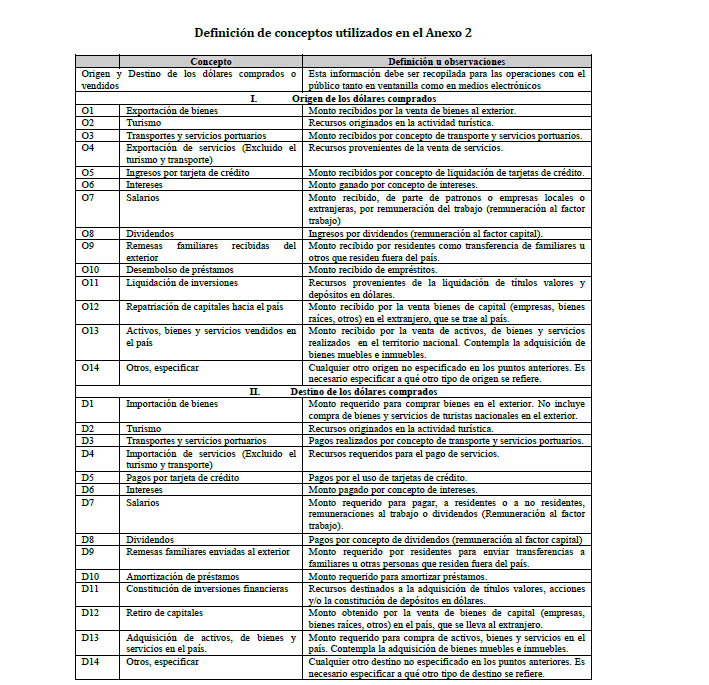 Definición de conceptos utilizados en el Anexo 2
Concepto Definición u observaciones
Origen y Destino de los dólares comprados o vendidos Esta información debe ser recopilada para las operaciones con el público tanto en ventanilla como en medios electrónicos
I. Origen de los dólares comprados
O1 Exportación de bienes Monto recibidos por la venta de bienes al exterior.
O2 Turismo Recursos originados en la actividad turística.
O3 Transportes y servicios portuarios Monto recibidos por concepto de transporte y servicios portuarios.
O4 Exportación de servicios (Excluido el turismo y transporte) Recursos provenientes de la venta de servicios.
O5 Ingresos por tarjeta de crédito Monto recibidos por concepto de liquidación de tarjetas de crédito.
O6 Intereses Monto ganado por concepto de intereses.
O7 Salarios Monto recibido, de parte de patronos o empresas locales o extranjeras, por remuneración del trabajo (remuneración al factor trabajo)
O8 Dividendos Ingresos por dividendos (remuneración al factor capital).
O9 Remesas familiares recibidas del exterior Monto recibido por residentes como transferencia de familiares u otros que residen fuera del país.
O10 Desembolso de préstamos Monto recibido de empréstitos.
O11 Liquidación de inversiones Recursos provenientes de la liquidación de títulos valores y depósitos en dólares.
O12 Repatriación de capitales hacia el país Monto recibido por la venta bienes de capital (empresas, bienes raíces, otros) en el extranjero, que se trae al país.
O13 Activos, bienes y servicios vendidos en el país Monto recibido por la venta de activos, de bienes y servicios realizados en el territorio nacional. Contempla la adquisición de bienes muebles e inmuebles.
O14 Otros, especificar Cualquier otro origen no especificado en los puntos anteriores. Es necesario especificar a qué otro tipo de origen se refiere.
II. Destino de los dólares comprados
D1 Importación de bienes Monto requerido para comprar bienes en el exterior. No incluye compra de bienes y servicios de turistas nacionales en el exterior.
D2 Turismo Recursos originados en la actividad turística.
D3 Transportes y servicios portuarios Pagos realizados por concepto de transporte y servicios portuarios.
D4 Importación de servicios (Excluido el turismo y transporte) Recursos requeridos para el pago de servicios.
D5 Pagos por tarjeta de crédito Pagos por el uso de tarjetas de crédito.
D6 Intereses Monto pagado por concepto de intereses.
D7 Salarios Monto requerido para pagar, a residentes o a no residentes, remuneraciones al trabajo o dividendos (Remuneración al factor trabajo).
D8 Dividendos Pagos por concepto de dividendos (remuneración al factor capital)
D9 Remesas familiares enviadas al exterior Monto requerido por residentes para enviar transferencias a familiares u otras personas que residen fuera del país.
D10 Amortización de préstamos Monto requerido para amortizar préstamos.
D11 Constitución de inversiones financieras Recursos destinados a la adquisición de títulos valores, acciones y/o la constitución de depósitos en dólares.
D12 Retiro de capitales Monto obtenido por la venta de bienes de capital (empresas, bienes raíces, otros) en el país, que se lleva al extranjero.
D13 Adquisición de activos, de bienes y servicios en el país. Monto requerido para compra de activos, bienes y servicios en el país. Contempla la adquisición de bienes muebles e inmuebles.
D14 Otros, especificar Cualquier otro destino no especificado en los puntos anteriores. Es necesario especificar a qué otro tipo de destino se refiere.